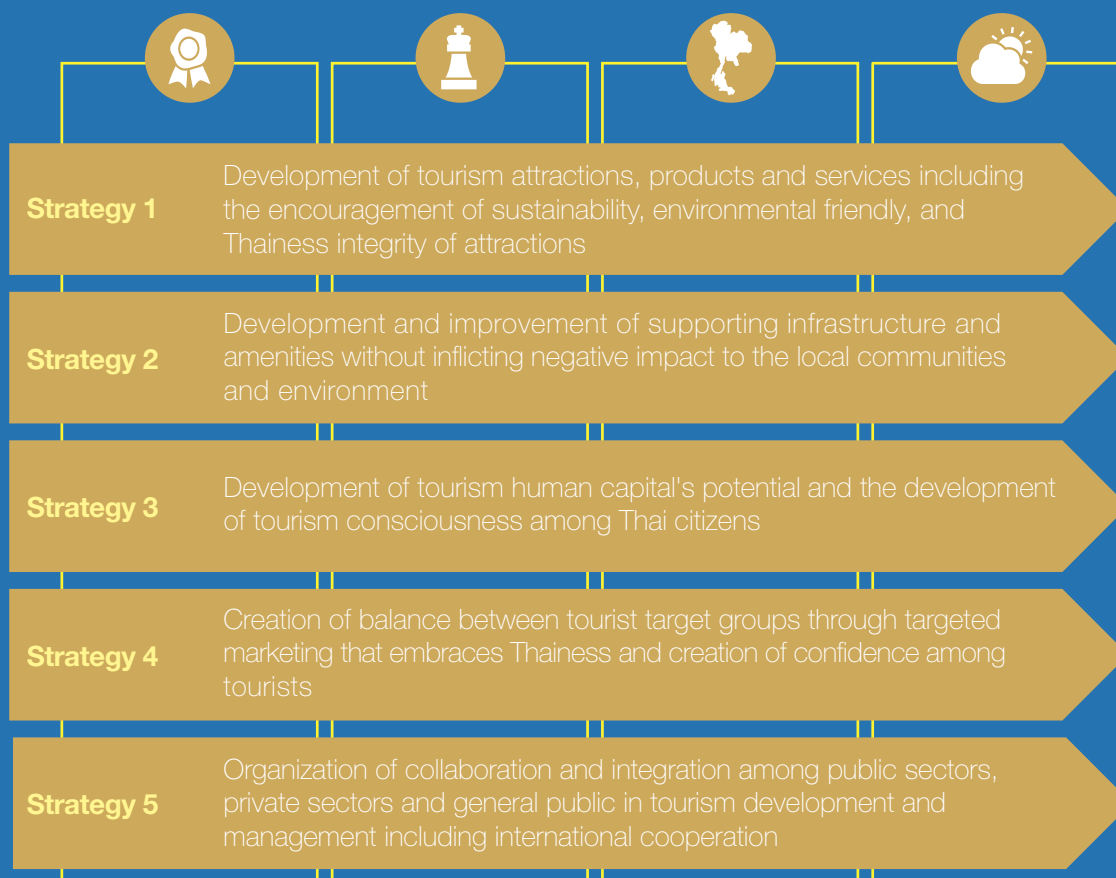 Strategy 1
Development of tourism attractions, products and services including
the encouragement of sustainability, environmental friendly, and
Thainess integrity of attractions
Strategy 2
Development and improvement of supporting infrastructure and
amenities without inflicting negative impact to the local communities
and environment
Strategy 3
Development of tourism human capital's potential and the development
of tourism consciousness among Thai citizens
Strategy 4
Creation of balance between tourist target groups through targeted
marketing that embraces Thainess and creation of confidence among
tourists
Strategy 5
Organization of collaboration and integration among public sectors,
private sectors and general public in tourism development and
management including international cooperation